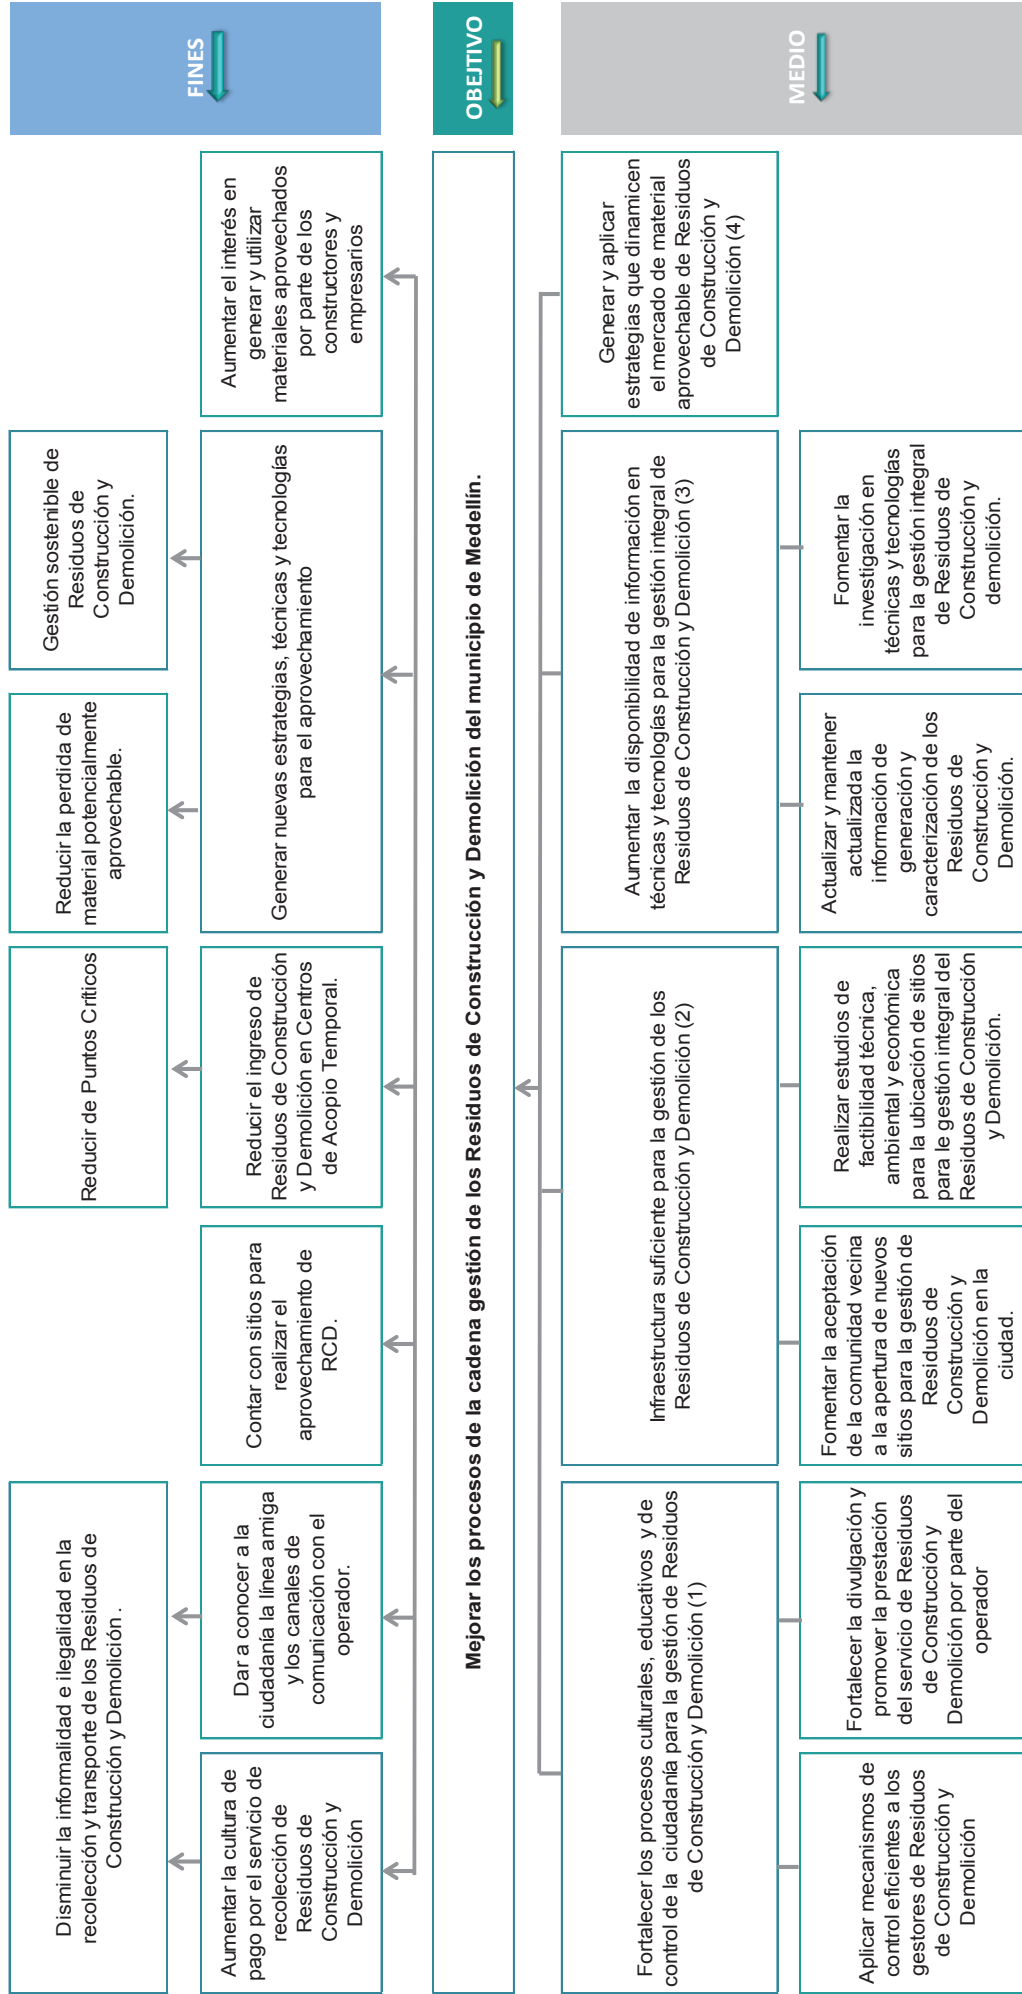 Disminuir la informalidad e ilegalidad en la
recolección y transporte de los Residuos de
Construcción y Demolición .
Reducir de Puntos Críticos
Reducir la perdida de
material potencialmente
aprovechable.
Gestión sostenible de
Residuos de
Construcción y
Demolición.
FINES
Aumentar la cultura de
pago por el servicio de
recolección de
Residuos de
Construcción y
Demolición
Dar a conocer a la
ciudadanía la línea amiga
y los canales de
comunicación con el
operador.
Contar con sitios para
realizar el
aprovechamiento de
RCD.
Reducir el ingreso de
Residuos de Construcción
y Demolición en Centros
de Acopio Temporal.
Generar nuevas estrategias, técnicas y tecnologías
para el aprovechamiento
Aumentar el interés en
generar y utilizar
materiales aprovechados
por parte de los
constructores y
empresarios
Mejorar los procesos de la cadena gestión de los Residuos de Construcción y Demolición del municipio de Medellín.
OBEJTIVO
Fortalecer los procesos culturales, educativos y de
control de la ciudadanía para la gestión de Residuos
de Construcción y Demolición (1)
Infraestructura suficiente para la gestión de los
Residuos de Construcción y Demolición (2)
Aumentar la disponibilidad de información en
técnicas y tecnologías para la gestión integral de
Residuos de Construcción y Demolición (3)
Generar y aplicar
estrategias que dinamicen
el mercado de material
aprovechable de Residuos
de Construcción y
Demolición (4)
MEDIO
Aplicar mecanismos de
control eficientes a los
gestores de Residuos
de Construcción y
Demolición
Fortalecer la divulgación y
promover la prestación
del servicio de Residuos
de Construcción y
Demolición por parte del
operador
Fomentar la aceptación
de la comunidad vecina
a la apertura de nuevos
sitios para la gestión de
Residuos de
Construcción y
Demolición en la
ciudad.
Realizar estudios de
factibilidad técnica,
ambiental y económica
para la ubicación de sitios
para le gestión integral del
Residuos de Construcción
y Demolición.
Actualizar y mantener
actualizada la
información de
generación y
caracterización de los
Residuos de
Construcción y
Demolición.
Fomentar la
investigación en
técnicas y tecnologías
para la gestión integral
de Residuos de
Construcción y
demolición.